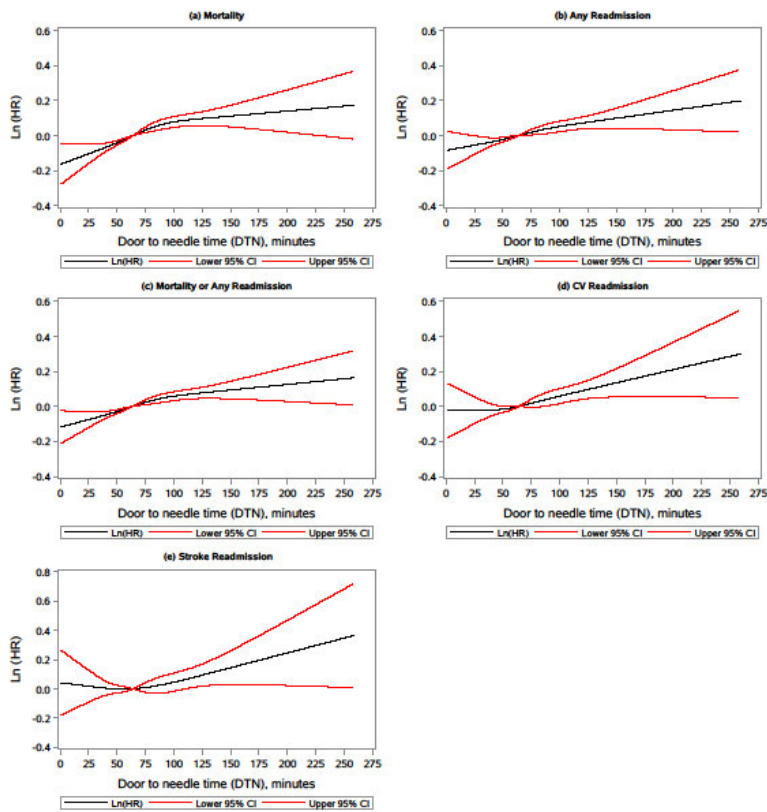 (a) Mortality
Ln (HR)
0.6
0.4
0.2
0.0
-0.2
-0.4
0 25 50 75 100 125 150 175 200 225 250 275
Door to needle time (DTN), minutes
Ln(HR) Lower 95% CI Upper 95% CI
(b) Any Readmission
Ln (HR)
0.6
0.4
0.2
0.0
-0.2
-0.4
0 25 50 75 100 125 150 175 200 225 250 275
Door to needle time (DTN), minutes
Ln(HR) Lower 95% CI Upper 95% CI
(c) Mortality or Any Readmission
Ln (HR)
0.6
0.4
0.2
0.0
-0.2
-0.4
0 25 50 75 100 125 150 175 200 225 250 275
Door to needle time (DTN), minutes
Ln(HR) Lower 95% CI Upper 95% CI
(d) CV Readmission
Ln (HR)
0.6
0.4
0.2
0.0
-0.2
-0.4
0 25 50 75 100 125 150 175 200 225 250 275
Door to needle time (DTN), minutes
Ln(HR) Lower 95% CI Upper 95% CI
(e) Stroke Readmission
Ln (HR)
0.8
0.6
0.4
0.2
0.0
-0.2
-0.4
0 25 50 75 100 125 150 175 200 225 250 275
Door to needle time (DTN), minutes
Ln(HR) Lower 95% CI Upper 95% CI